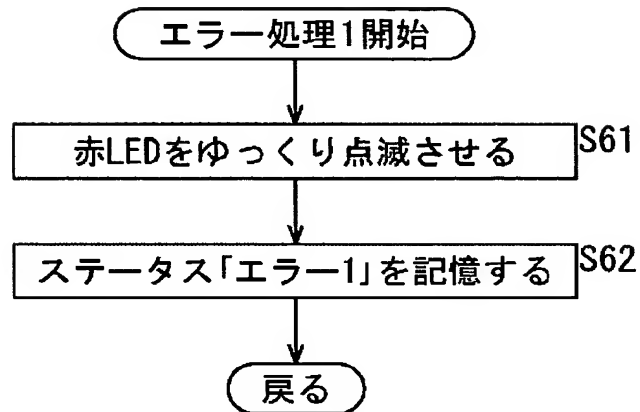 エラー処理1開始
赤LEDをゆっくり点滅させる
S61
ステータス「エラー1」を記憶する
S62
戻る